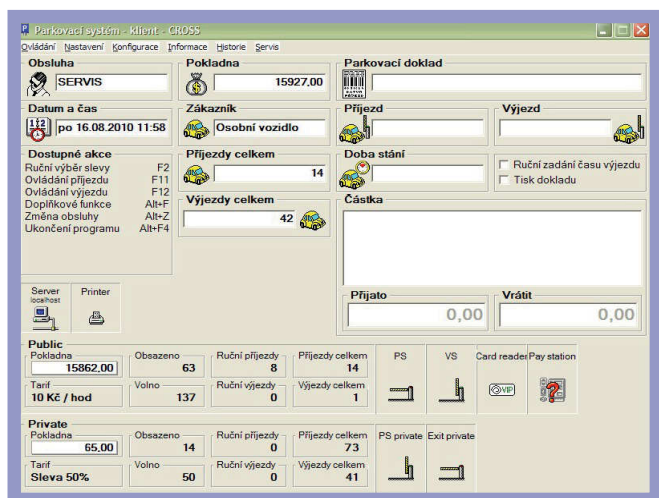 Parkovací systém - klient - CROSS
Ovládání Nastavení Konfigurace Informace Historie Servis
Obsluha
SERVIS
Pokladna
15927,00
Parkovací doklad
Datum a čas
po 16.08.2010 11:58
Zákazník
Osobní vozidlo
Příjezd
Výjezd
Dostupné akce
Ruční výběr slevy F2
Ovládání příjezdu F11
Ovládání výjezdu F12
Doplňkové funkce Alt+F
Změna obsluhy Alt+Z
Ukončení programu Alt+F4
Příjezdy celkem
14
Doba stání
Ruční zadání času výjezdu
Tisk dokladu
Výjezdy celkem
42
Částka
Server
localhost
Printer
Přijato
0,00
Vrátit
0,00
Public
Pokladna
15862,00
Obsazeno
63
Ruční příjezdy
8
Příjezdy celkem
14
PS
VS
Card reader
VIP
Pay station
Tarif
10 Kč / hod
Volno
137
Ruční výjezdy
0
Výjezdy celkem
1
Private
Pokladna
65,00
Obsazeno
14
Ruční příjezdy
0
Příjezdy celkem
73
PS private
Exit private
Tarif
Sleva 50%
Volno
50
Ruční výjezdy
0
Výjezdy celkem
41